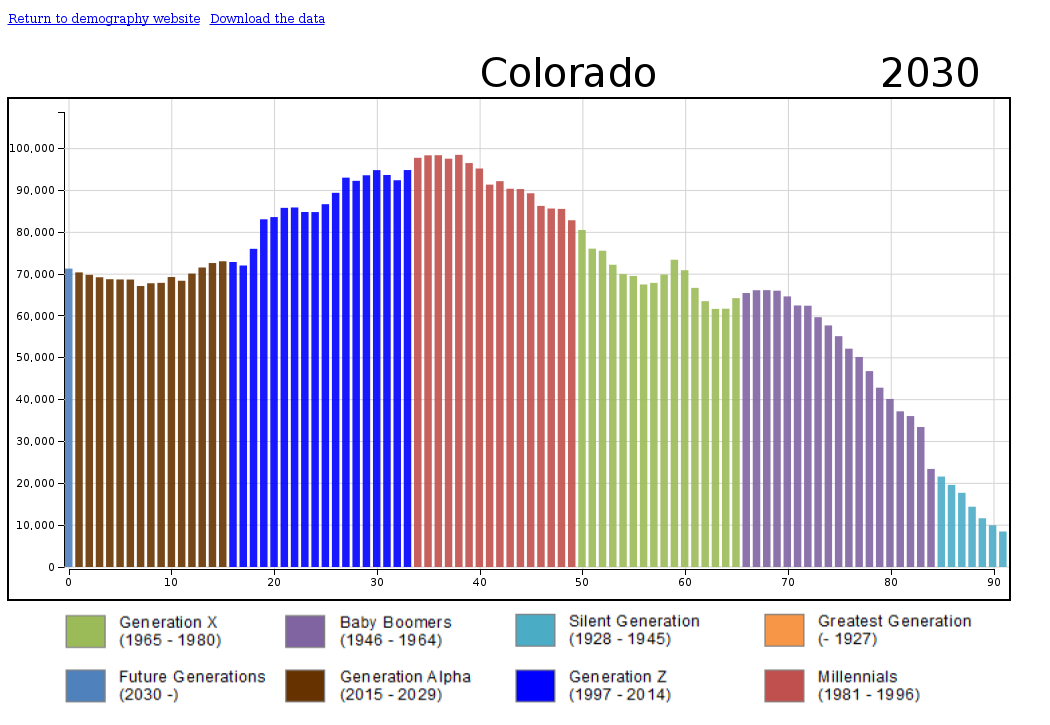 Return to demography website Download the data
Colorado 2030
100,000
90,000
80,000
70,000
60,000
50,000
40,000
30,000
20,000
10,000
0
0 10 20 30 40 50 60 70 80 90
Generation X Baby Boomers Silent Generation Greatest Generation
(1965 - 1980) (1946 - 1964) (1928 - 1945) (- 1927)
Future Generations Generation Alpha Generation Z Millennials
(2030 -) (2015 - 2029) (1997 - 2014) (1981 - 1996)